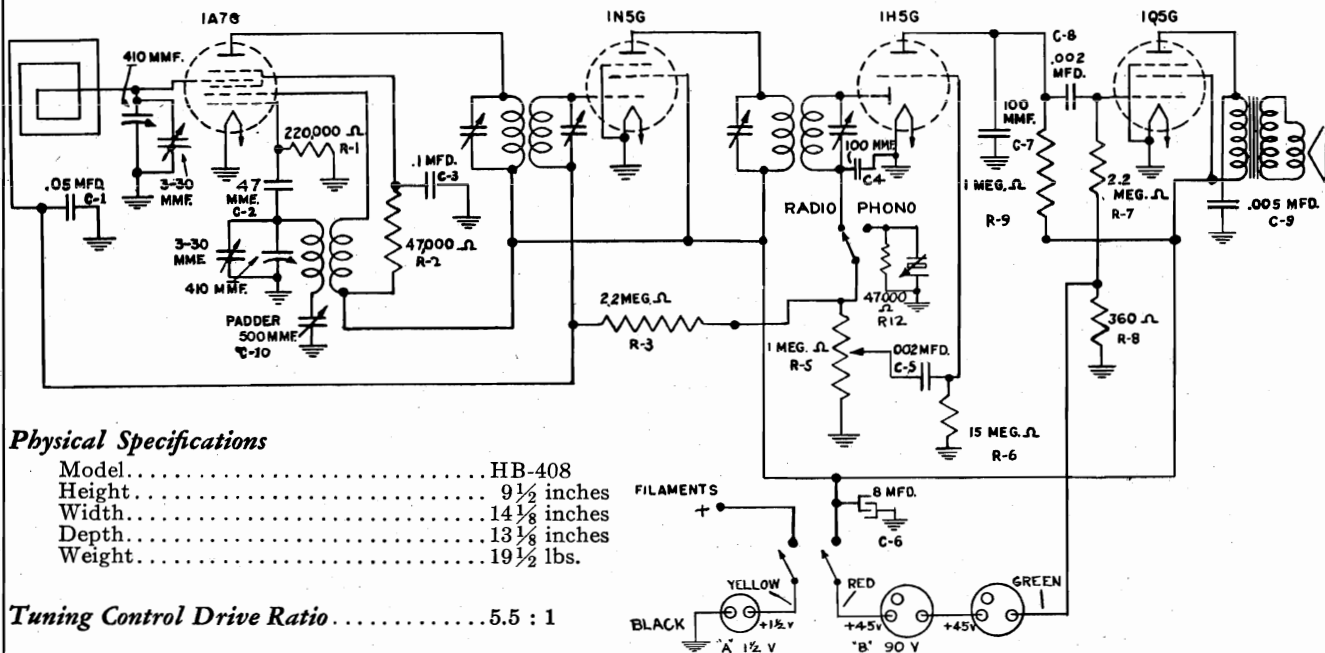 1A7G
1N5G
1H5G
1Q5G
410 MMF.
3-30
MMF.
.05 MFD
C-1
220,000 Ω
R-1
.1 MFD.
C-3
47
MMF.
C-2
3-30
MMF
410 MMF.
47,000 Ω
R-2
PADDER
500 MMF
C-10
2.2 MEG. Ω
R-3
100 MMF
C4
RADIO PHONO
47000
Ω
R12
1 MEG. Ω
R-5
.002 MFD.
C-5
15 MEG. Ω
R-6
100
MMF.
C-7
C-8
.002
MFD.
1 MEG. Ω
R-9
2.2
MEG. Ω
R-7
360 Ω
R-8
.005 MFD.
C-9
Physical Specifications
Model..............................HB-408
Height.............................. 9½ inches
Width..............................14⅛ inches
Depth..............................13⅛ inches
Weight..............................19½ lbs.
Tuning Control Drive Ratio.............5.5 : 1
FILAMENTS
+
8 MFD.
C-6
YELLOW
RED
GREEN
BLACK
+1½ V
+45V
+45V
"A" 1½ V
"B" 90 V